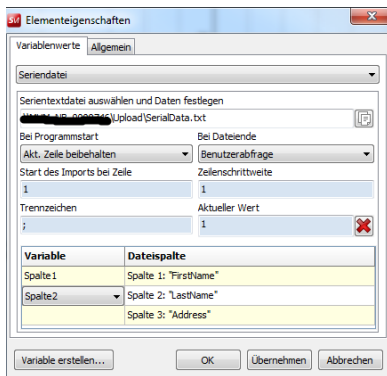 Elementeigenschaften
Variablenwerte Allgemein
Seriendatei
Serientextdatei auswählen und Daten festlegen
\Upload\SerialData.txt
Bei Programmstart Bei Dateiende
Akt. Zeile beibehalten Benutzerabfrage
Start des Imports bei Zeile Zeilenschrittweite
1 1
Trennzeichen Aktueller Wert
; 1
Variable Dateispalte
Spalte1 Spalte 1: "FirstName"
Spalte2 Spalte 2: "LastName"
Spalte 3: "Address"
Variable erstellen... OK Übernehmen Abbrechen